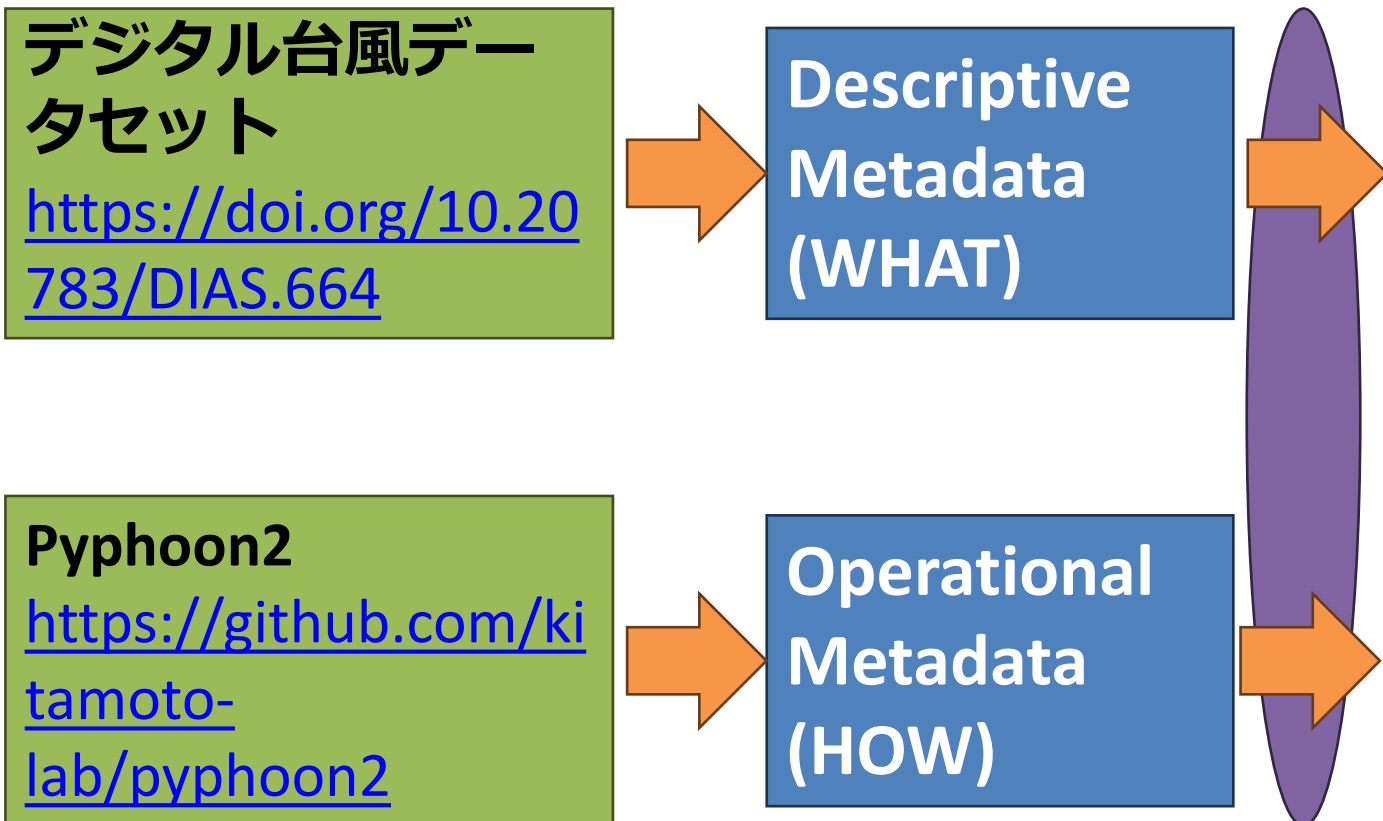 デジタル台風デー
タセット
https://doi.org/10.20
783/DIAS.664
Descriptive
Metadata
(WHAT)
Pyphoon2
https://github.com/ki
tamoto-
lab/pyphoon2
Operational
Metadata
(HOW)